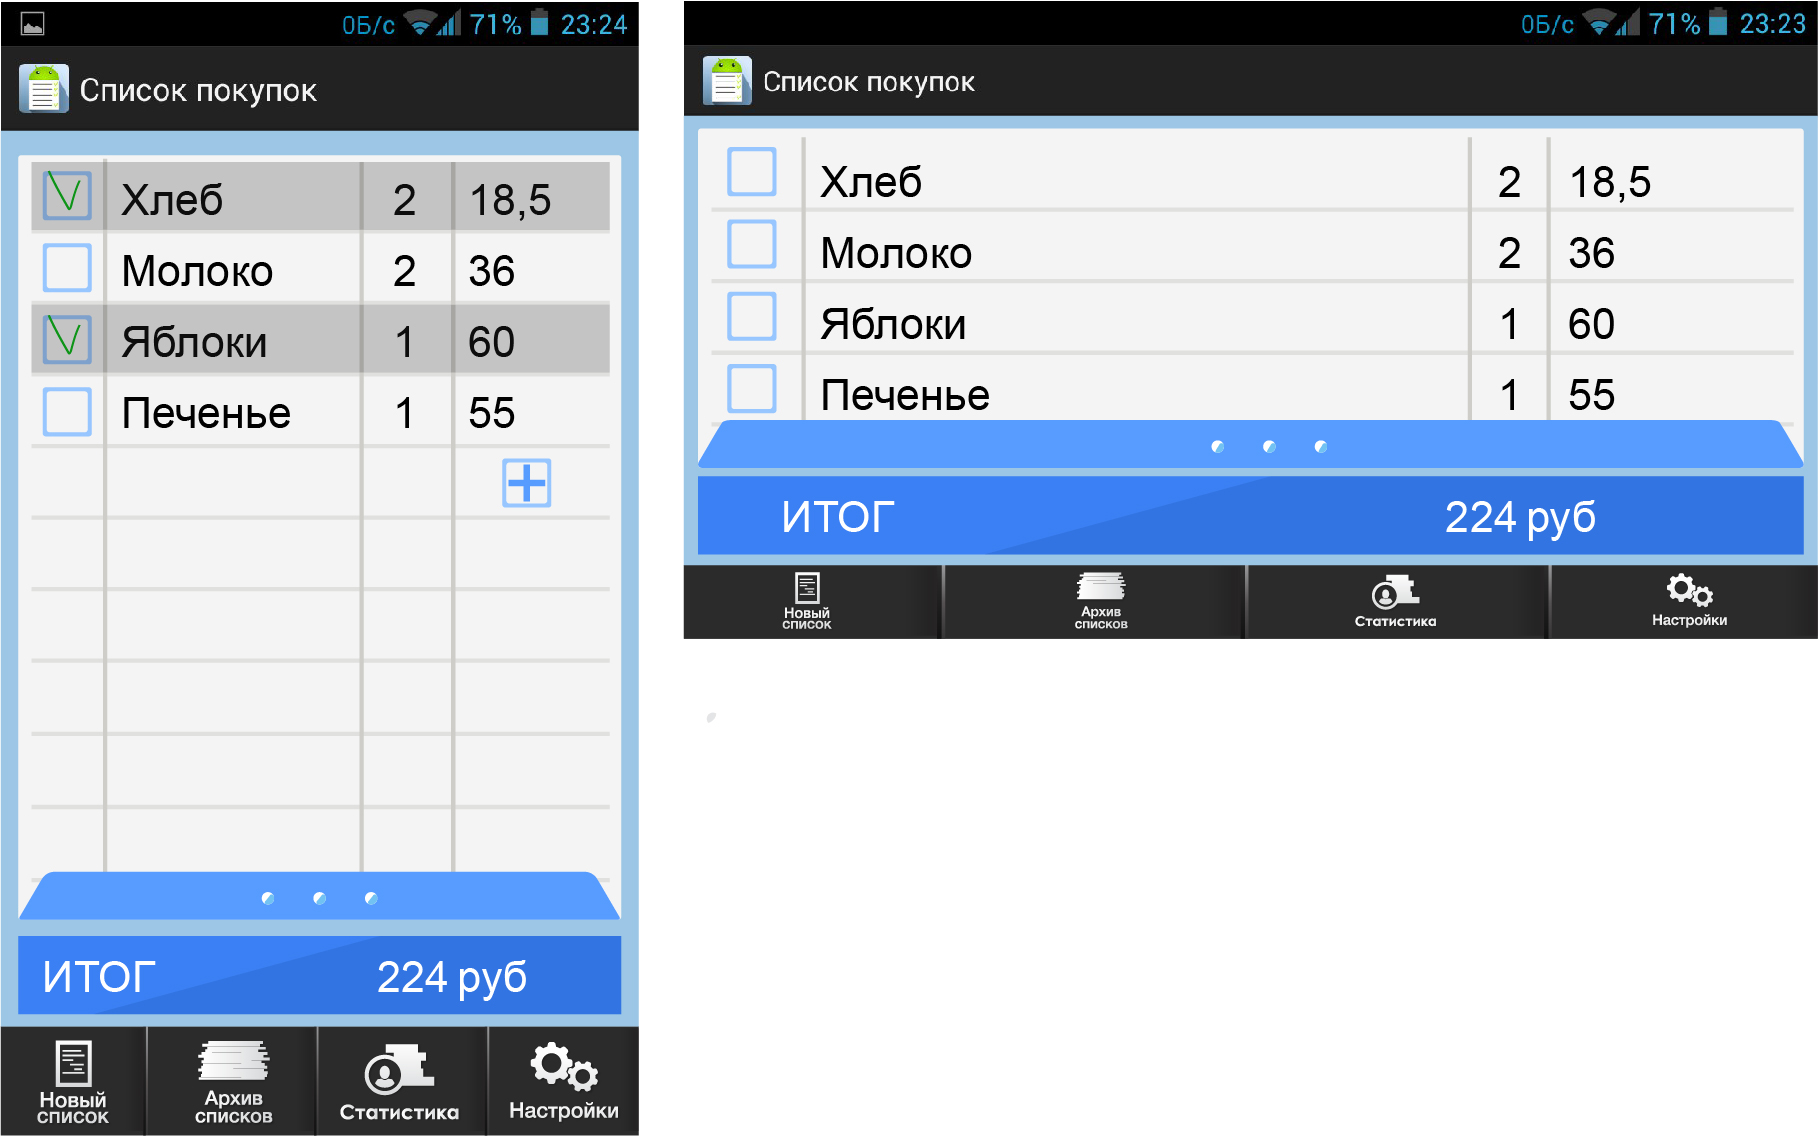 0Б/с 71% 23:24
Список покупок
Хлеб 2 18,5
Молоко 2 36
Яблоки 1 60
Печенье 1 55
ИТОГ 224 руб
Новый список
Архив списков
Статистика
Настройки
0Б/с 71% 23:23
Список покупок
Хлеб 2 18,5
Молоко 2 36
Яблоки 1 60
Печенье 1 55
ИТОГ 224 руб
Новый список
Архив списков
Статистика
Настройки